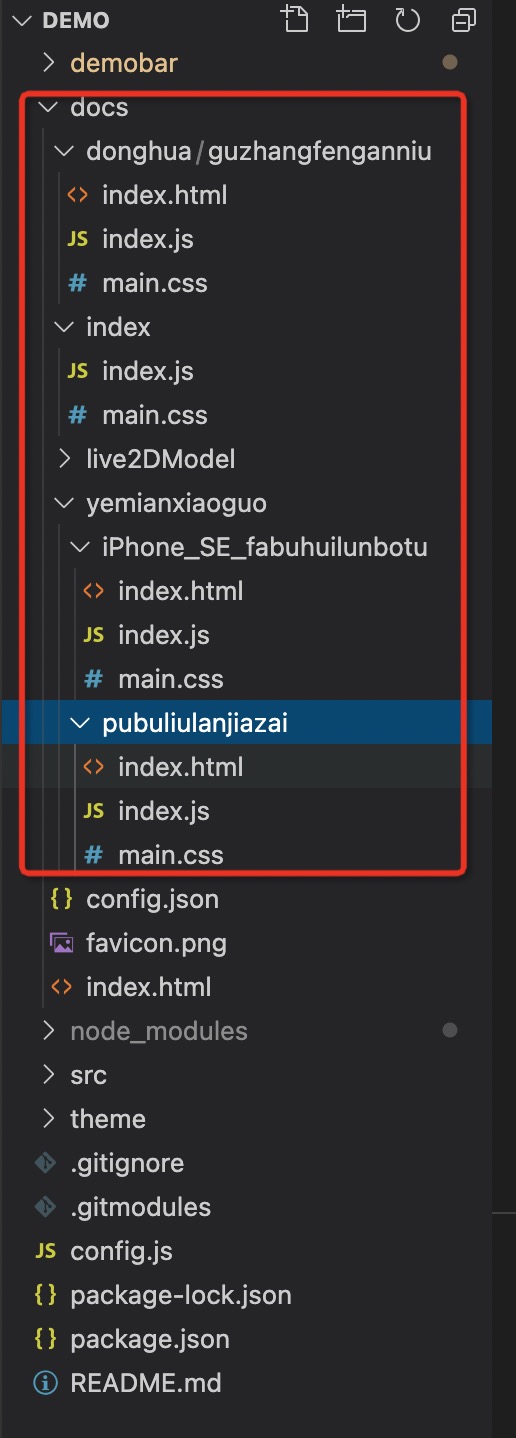 DEMO
demobar
docs
donghua/guzhangfenganniu
<> index.html
JS index.js
# main.css
index
JS index.js
# main.css
live2DModel
yemianxiaoguo
iPhone_SE_fabuhuilunbotu
<> index.html
JS index.js
# main.css
pubuliulanjiazai
<> index.html
JS index.js
# main.css
{} config.json
favicon.png
<> index.html
node_modules
src
theme
.gitignore
.gitmodules
JS config.js
{} package-lock.json
{} package.json
README.md